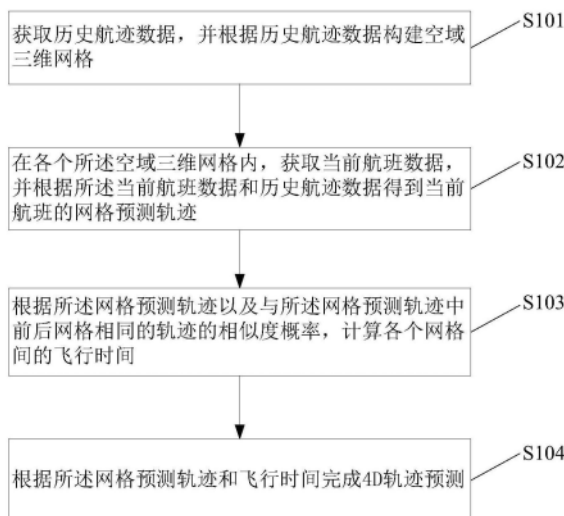 获取历史航迹数据，并根据历史航迹数据构建空域
三维网格
S101
在各个所述空域三维网格内，获取当前航班数据，
并根据所述当前航班数据和历史航迹数据得到当前
航班的网格预测轨迹
S102
根据所述网格预测轨迹以及与所述网格预测轨迹中
前后网格相同的轨迹的相似度概率，计算各个网格
间的飞行时间
S103
根据所述网格预测轨迹和飞行时间完成4D轨迹预测
S104